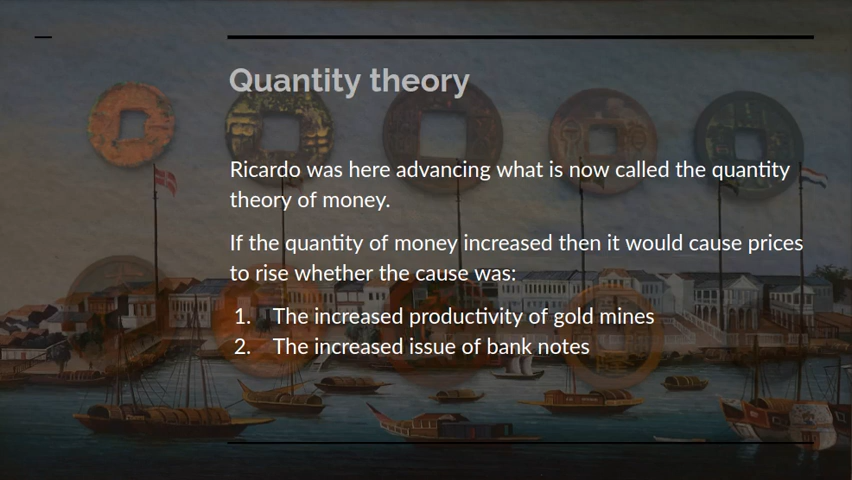 Quantity theory
Ricardo was here advancing what is now called the quantity
theory of money.
If the quantity of money increased then it would cause prices
to rise whether the cause was:
1. The increased productivity of gold mines
2. The increased issue of bank notes